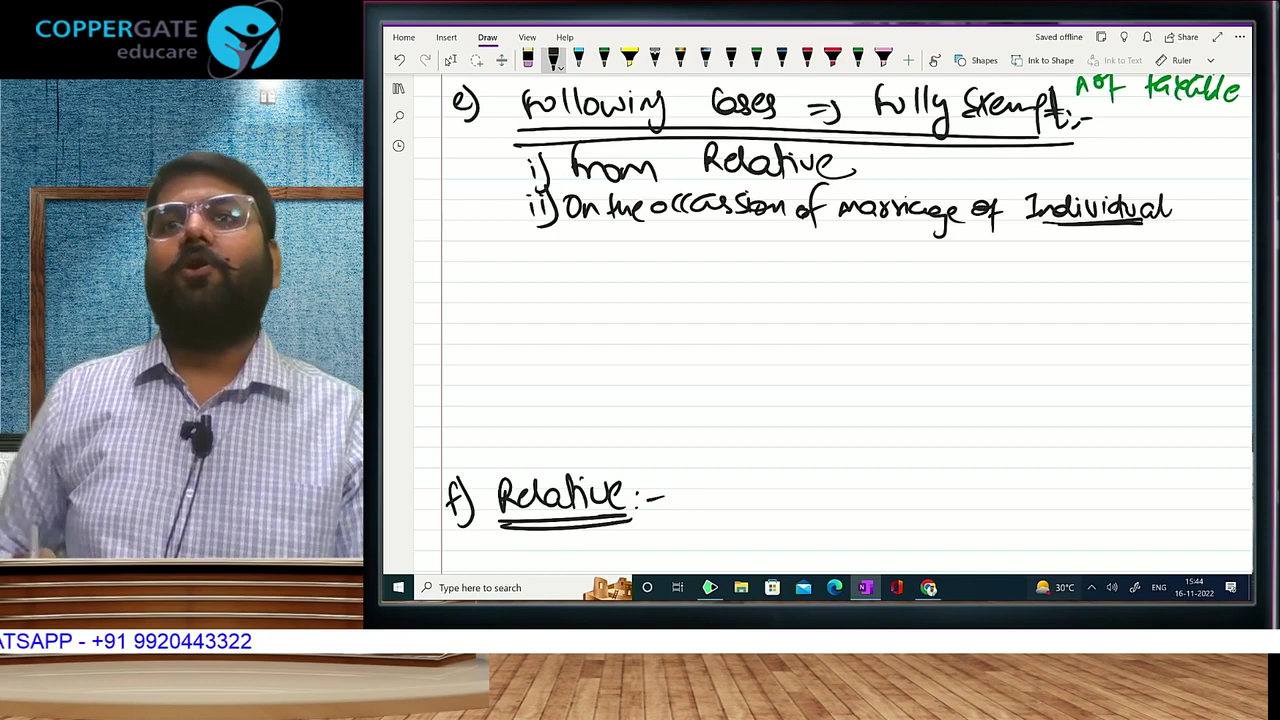 COPPERGATE
educare
Home Insert Draw View Help
Saved offline
Share
Shapes
Ink to Shape
Ink to Text
Ruler
not taxable
e) Following Cases => Fully Exempt:-
i) From Relative
ii) On the occassion of marriage of Individual
f) Relative:-
Type here to search
30°C
ENG
15:44
16-11-2022
ATSAPP - +91 9920443322